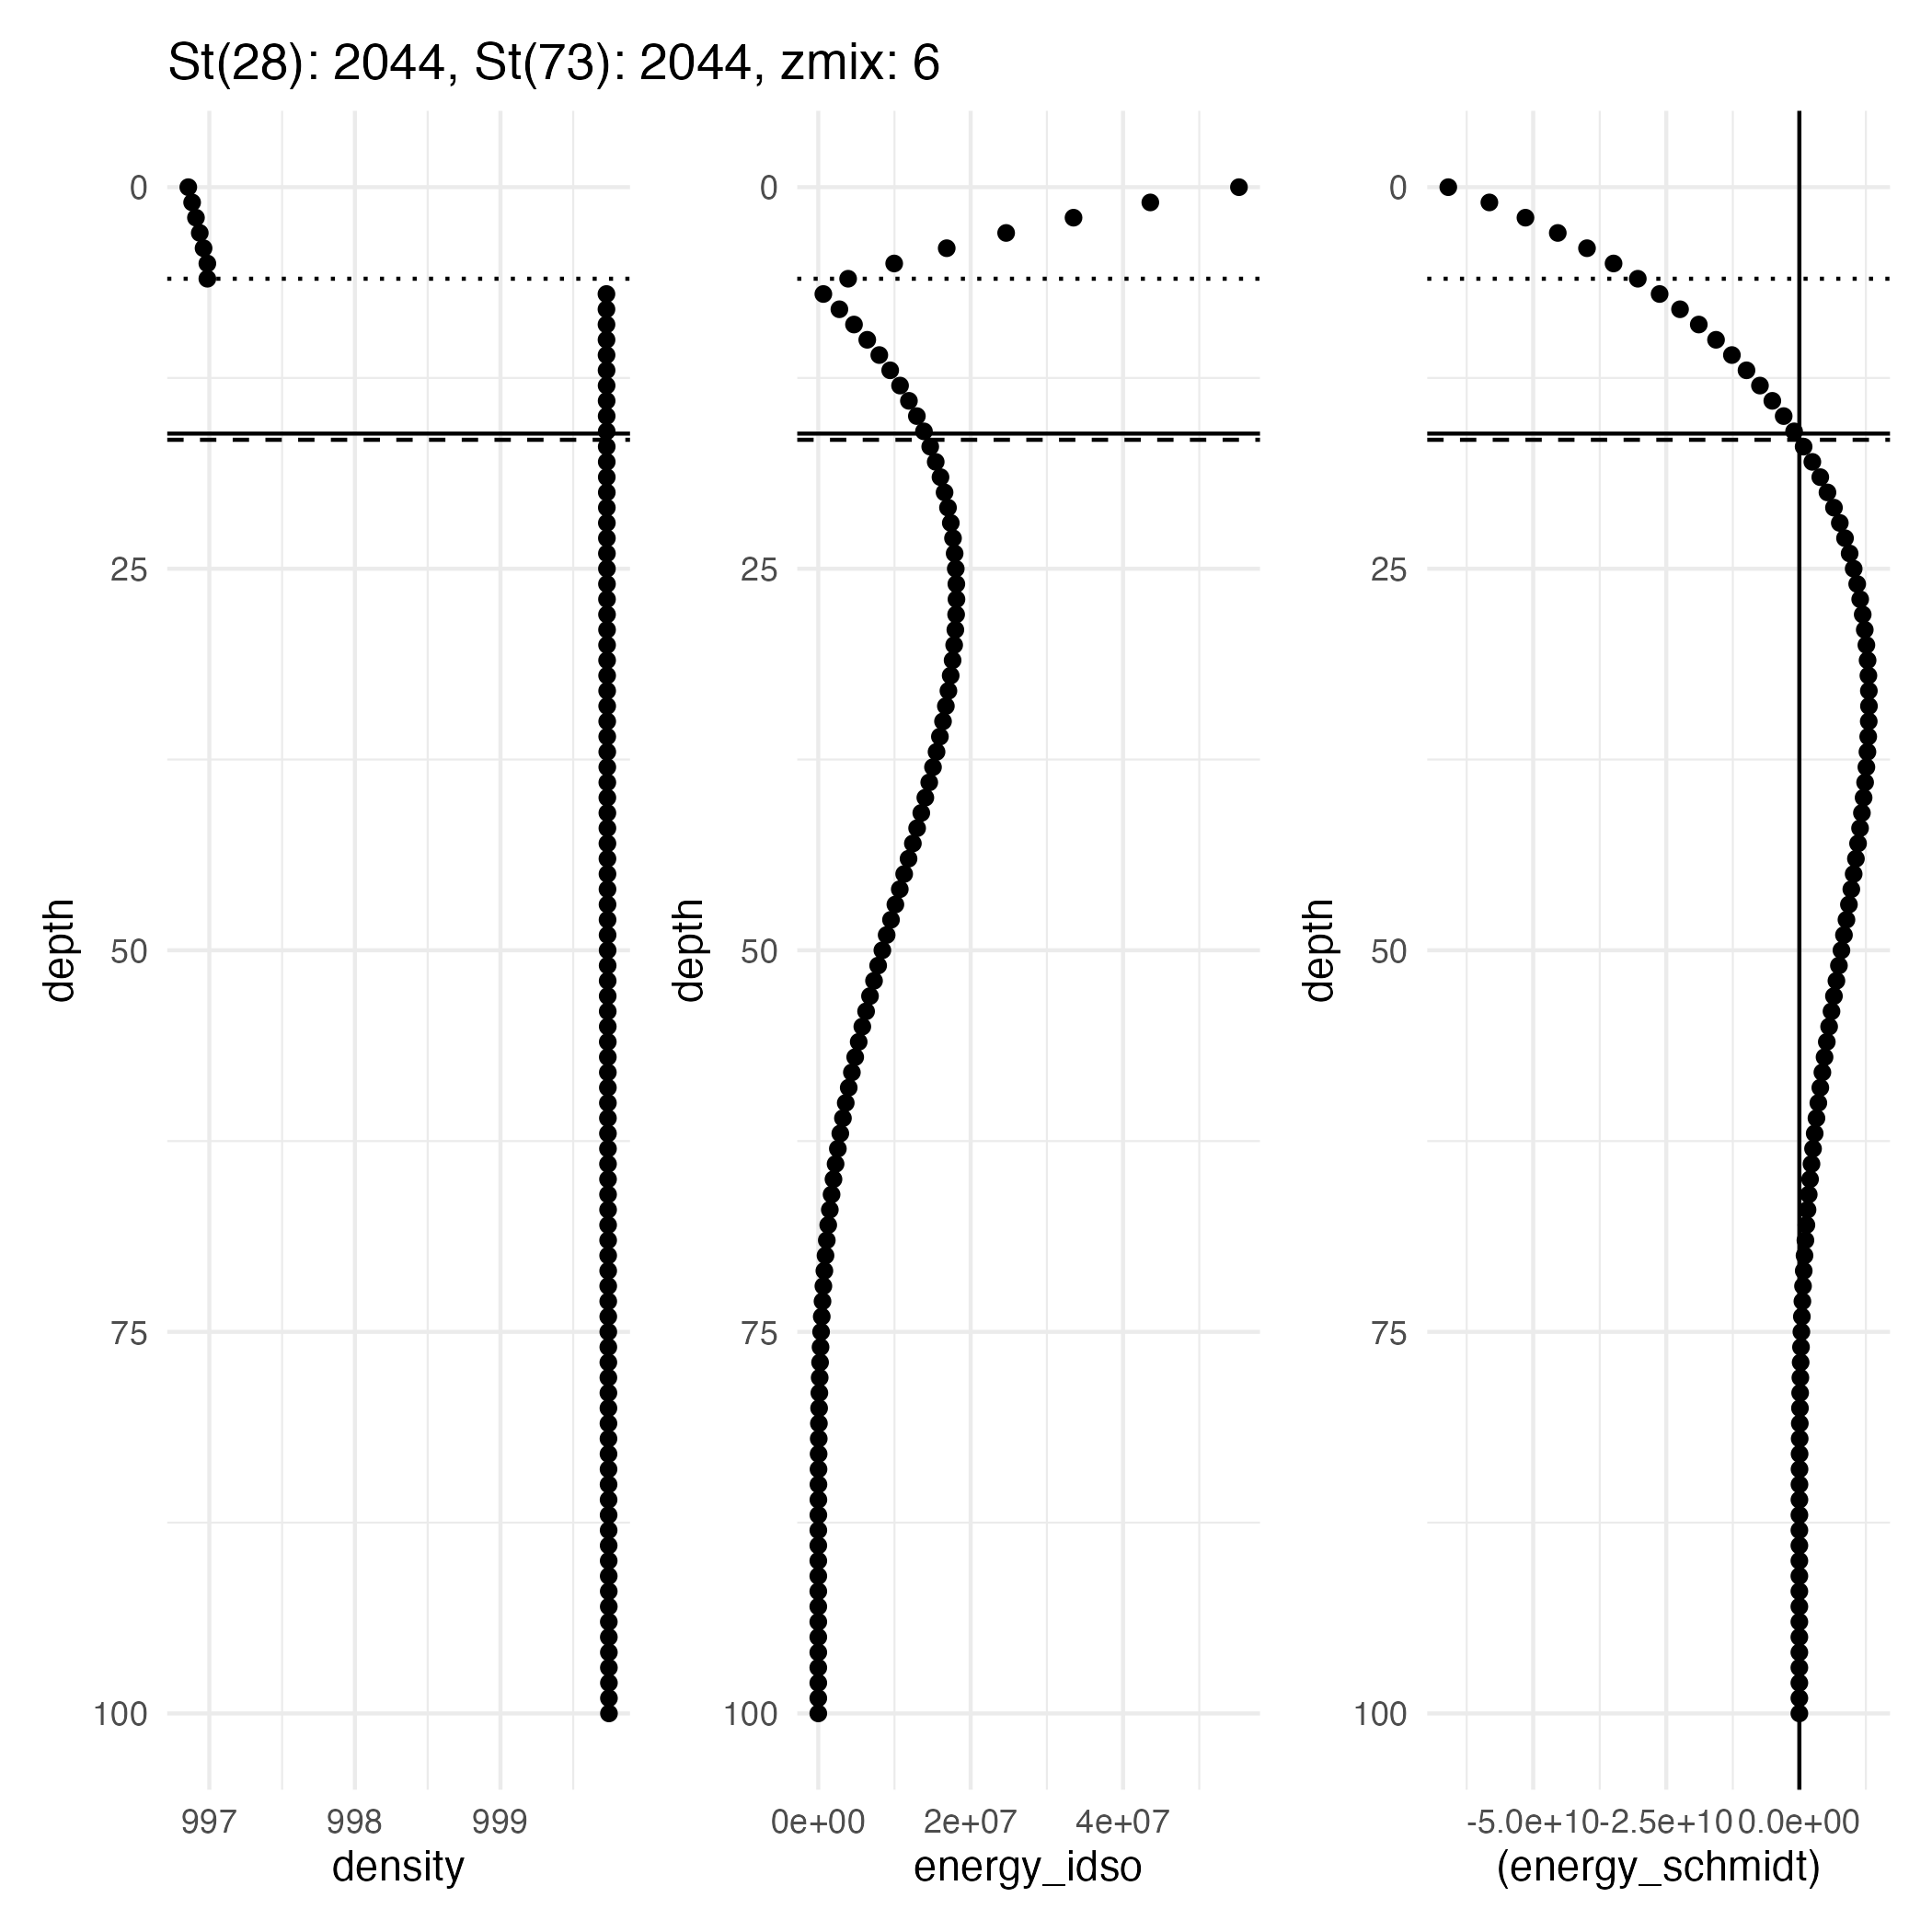 St(28): 2044, St(73): 2044, zmix: 6
0
25
50
75
100
depth
997
998
999
density
0
25
50
75
100
depth
0e+00
2e+07
4e+07
energy_idso
0
25
50
75
100
depth
-5.0e+10
-2.5e+10
0.0e+00
(energy_schmidt)